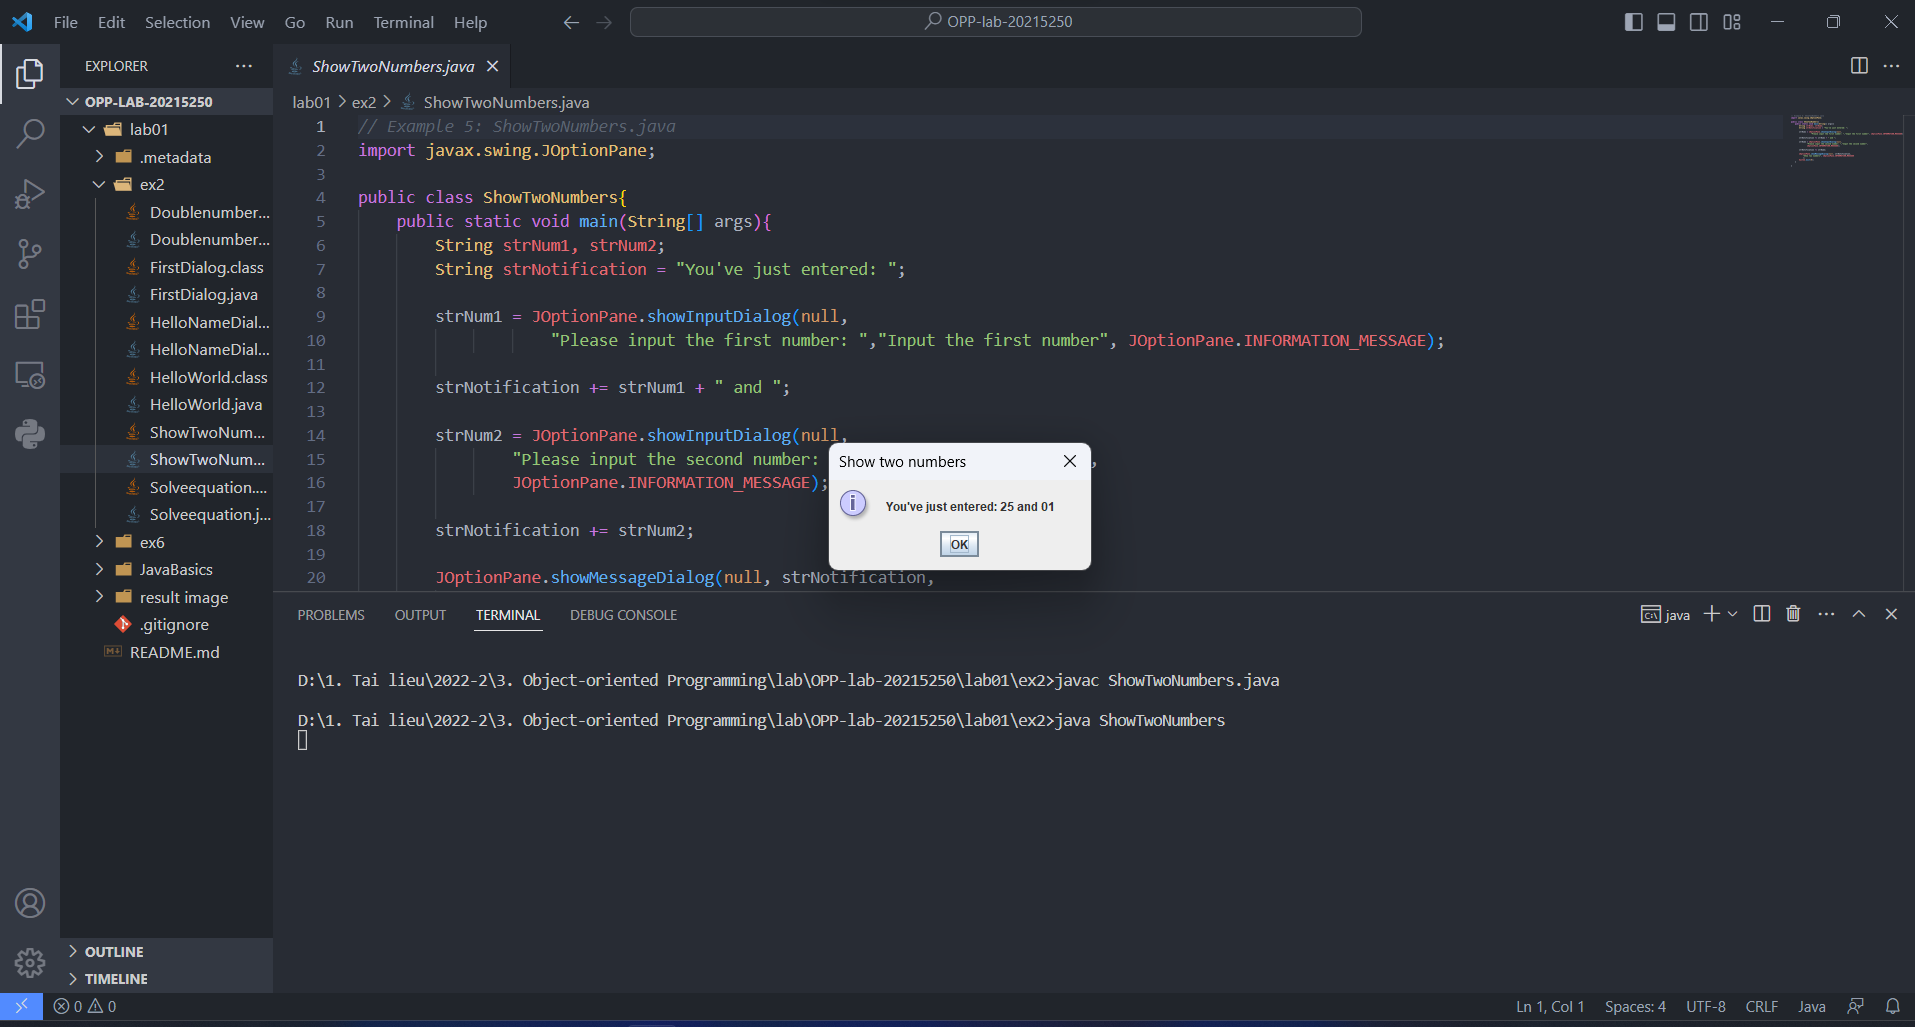 File Edit Selection View Go Run Terminal Help
OPP-lab-20215250
EXPLORER
OPP-LAB-20215250
lab01
.metadata
ex2
Doublenumber...
Doublenumber...
FirstDialog.class
FirstDialog.java
HelloNameDial...
HelloNameDial...
HelloWorld.class
HelloWorld.java
ShowTwoNum...
ShowTwoNum...
Solveequation....
Solveequation.j...
ex6
JavaBasics
result image
.gitignore
README.md
OUTLINE
TIMELINE
ShowTwoNumbers.java
lab01 > ex2 > ShowTwoNumbers.java
1 // Example 5: ShowTwoNumbers.java
2 import javax.swing.JOptionPane;
3
4 public class ShowTwoNumbers{
5 public static void main(String[] args){
6 String strNum1, strNum2;
7 String strNotification = "You've just entered: ";
8
9 strNum1 = JOptionPane.showInputDialog(null,
10 "Please input the first number: ","Input the first number", JOptionPane.INFORMATION_MESSAGE);
11
12 strNotification += strNum1 + " and ";
13
14 strNum2 = JOptionPane.showInputDialog(null,
15 "Please input the second number: ,
16 JOptionPane.INFORMATION_MESSAGE);
17
18 strNotification += strNum2;
19
20 JOptionPane.showMessageDialog(null, strNotification,
Show two numbers
You've just entered: 25 and 01
OK
PROBLEMS OUTPUT TERMINAL DEBUG CONSOLE
java
D:\1. Tai lieu\2022-2\3. Object-oriented Programming\lab\OPP-lab-20215250\lab01\ex2>javac ShowTwoNumbers.java
D:\1. Tai lieu\2022-2\3. Object-oriented Programming\lab\OPP-lab-20215250\lab01\ex2>java ShowTwoNumbers
0 0
Ln 1, Col 1 Spaces: 4 UTF-8 CRLF Java